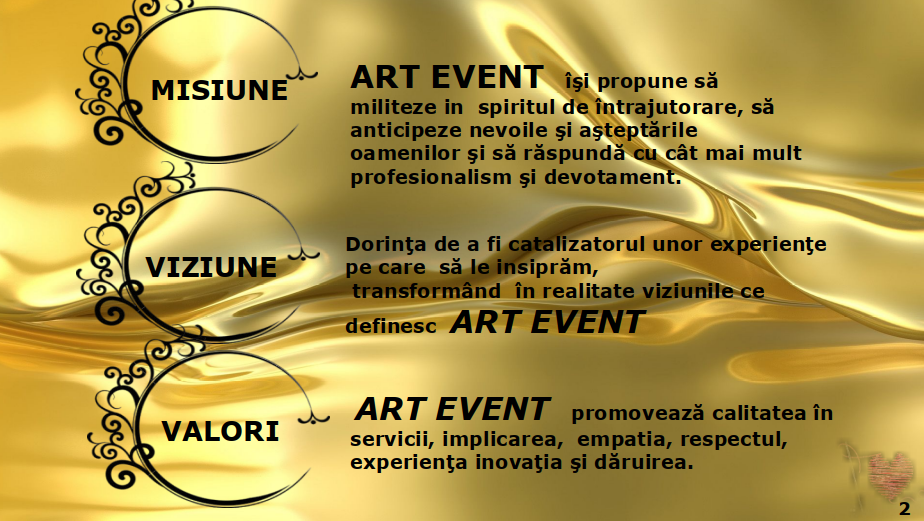 MISIUNE
ART EVENT îşi propune să
militeze in spiritul de întrajutorare, să
anticipeze nevoile şi aşteptările
oamenilor şi să răspundă cu cât mai mult
profesionalism şi devotament.
VIZIUNE
Dorinţa de a fi catalizatorul unor experienţe
pe care să le insiprăm,
transformând în realitate viziunile ce
definesc ART EVENT
VALORI
ART EVENT promovează calitatea în
servicii, implicarea, empatia, respectul,
experienţa inovaţia şi dăruirea.
2